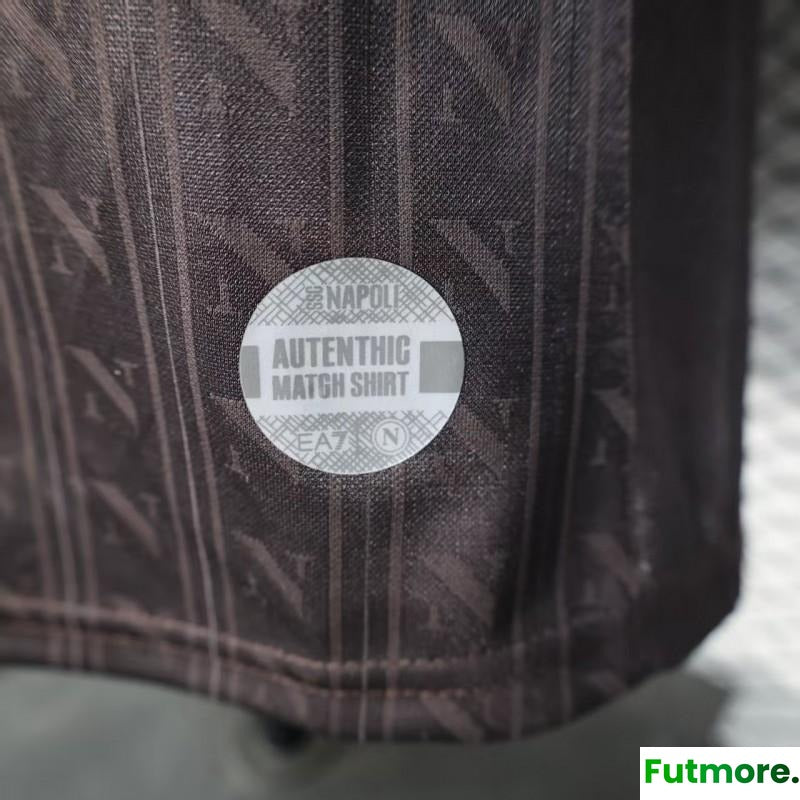 SSC NAPOLI
AUTENTHIC
MATCH SHIRT
EA7 N
Futmore.